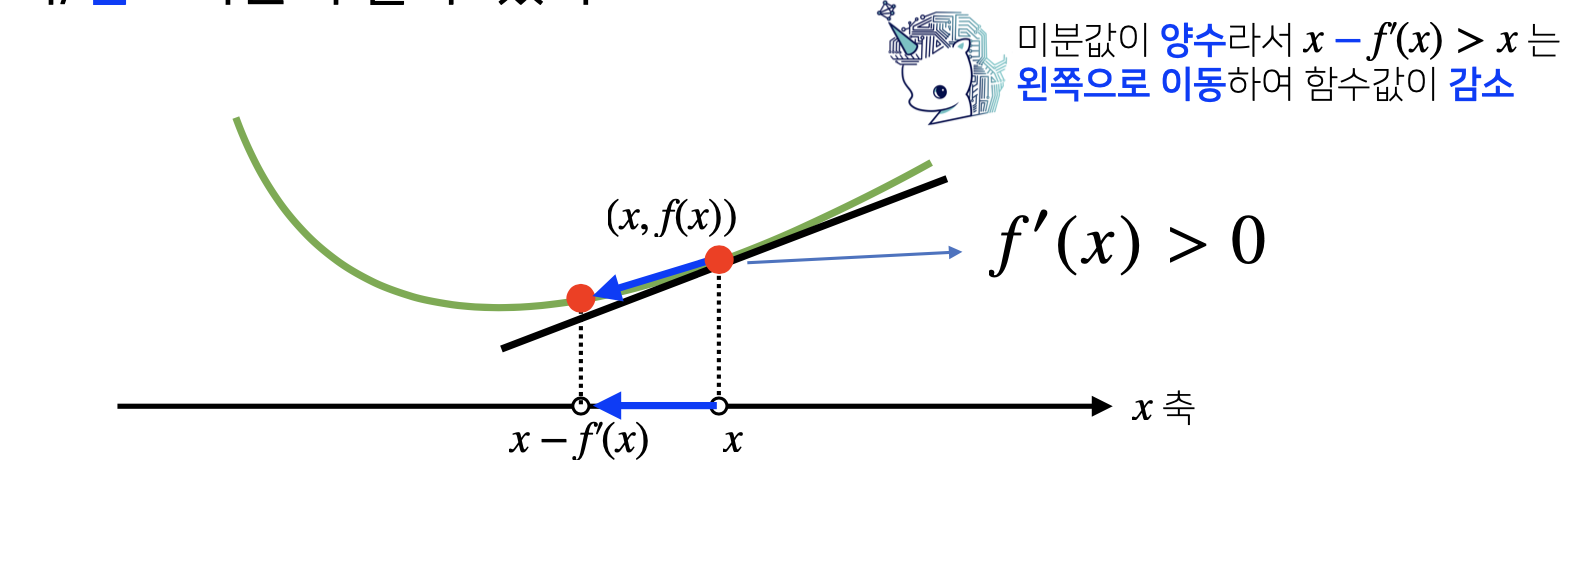 미분값이 양수라서 x − f′(x) > x 는
왼쪽으로 이동하여 함수값이 감소
(x, f(x))
f′(x) > 0
x − f′(x)
x
x 축